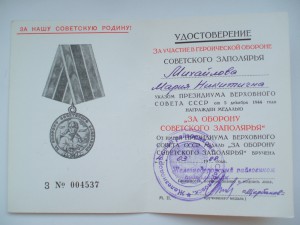 ЗА НАШУ СОВЕТСКУЮ РОДИНУ!
З № 004537
УДОСТОВЕРЕНИЕ
ЗА УЧАСТИЕ В ГЕРОИЧЕСКОЙ ОБОРОНЕ
СОВЕТСКОГО ЗАПОЛЯРЬЯ
Михайлова
Мария Никитична
УКАЗОМ ПРЕЗИДИУМА ВЕРХОВНОГО
СОВЕТА СССР от 5 декабря 1944 года
НАГРАЖДЕН МЕДАЛЬЮ
„ЗА ОБОРОНУ
СОВЕТСКОГО ЗАПОЛЯРЬЯ"
От имени ПРЕЗИДИУМА ВЕРХОВНОГО
СОВЕТА СССР МЕДАЛЬ „ЗА ОБОРОНУ
СОВЕТСКОГО ЗАПОЛЯРЬЯ" ВРУЧЕНА